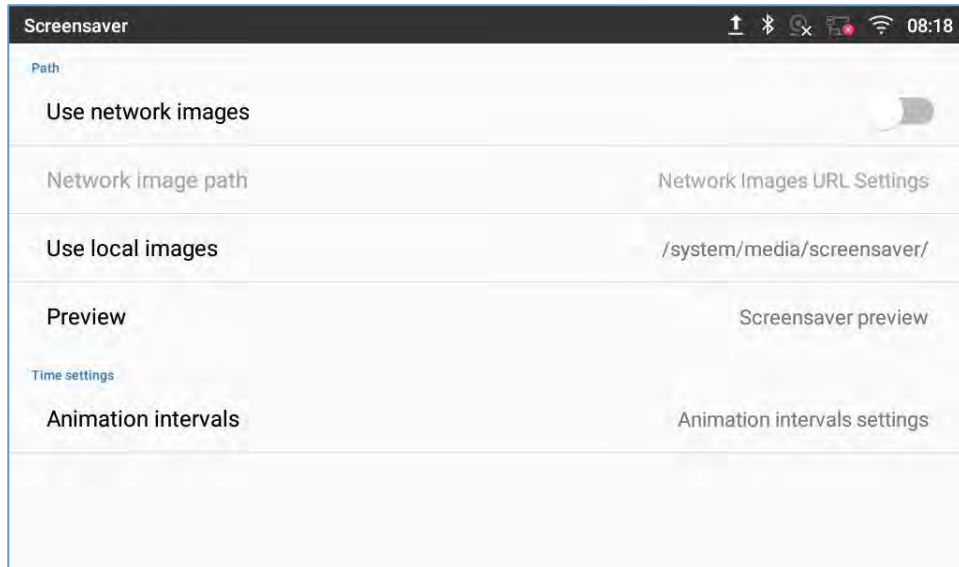 Screensaver 08:18
Path
Use network images
Network image path Network Images URL Settings
Use local images /system/media/screensaver/
Preview Screensaver preview
Time settings
Animation intervals Animation intervals settings